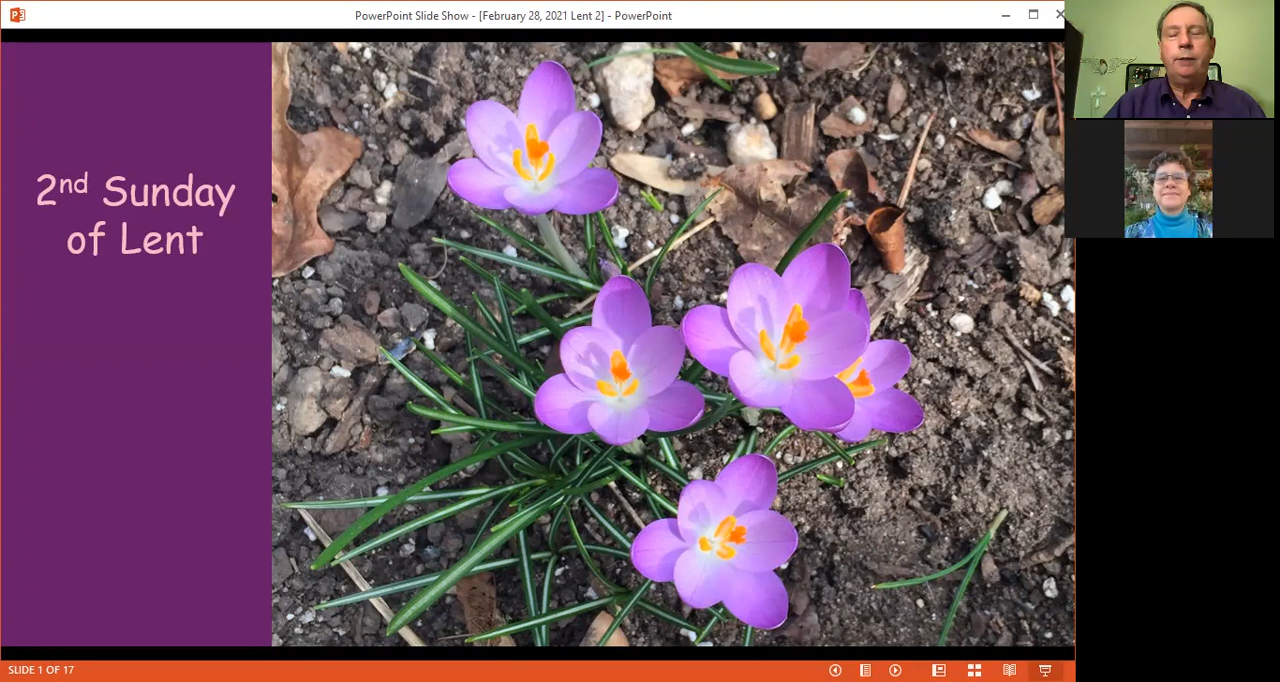 PowerPoint Slide Show - [February 28, 2021 Lent 2] - PowerPoint
2nd Sunday
of Lent
SLIDE 1 OF 17